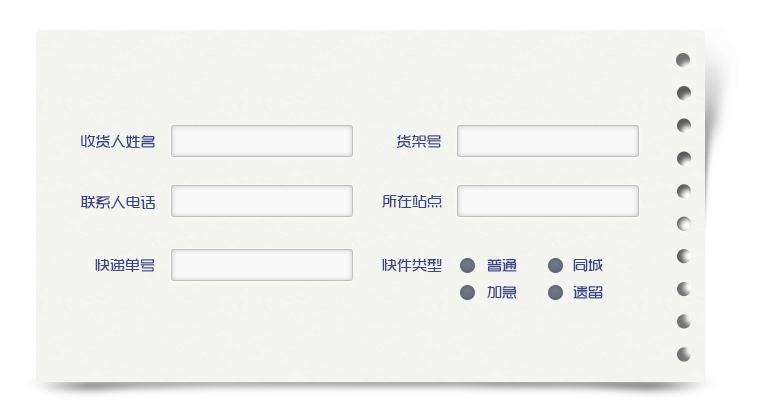 收货人姓名 货架号
联系人电话 所在站点
快递单号 快件类型 普通 同城
加急 遗留